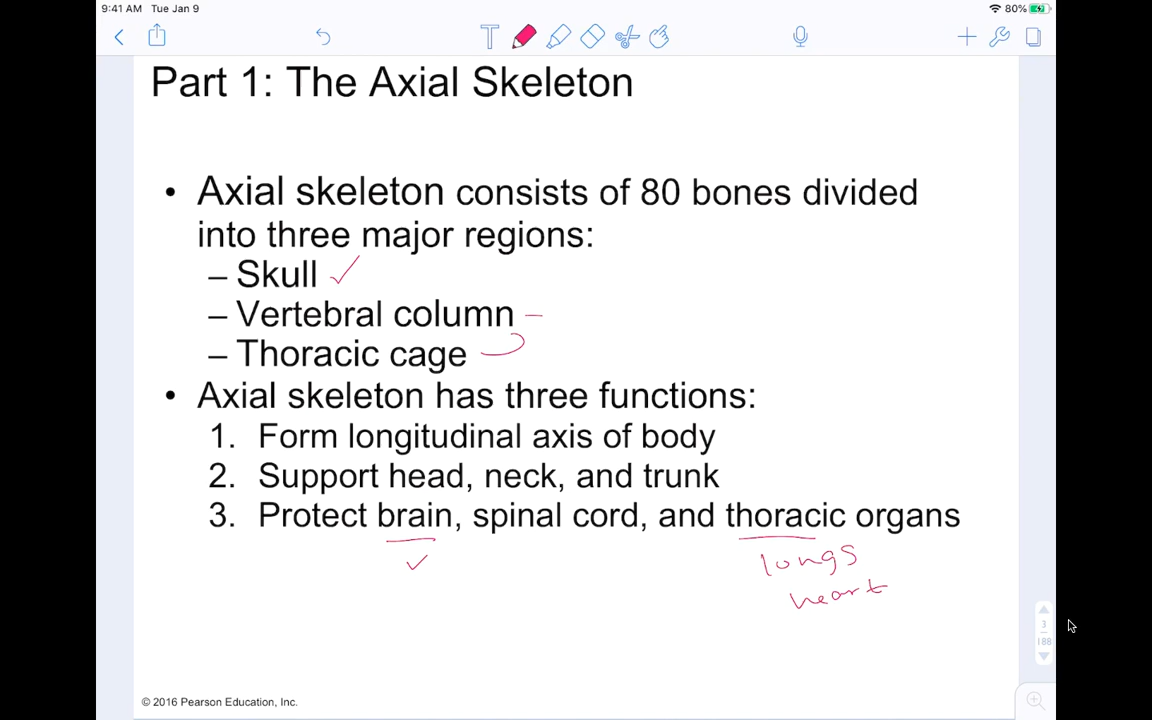 9:41 AM Tue Jan 9
80%
Part 1: The Axial Skeleton
• Axial skeleton consists of 80 bones divided
into three major regions:
– Skull
– Vertebral column
– Thoracic cage
• Axial skeleton has three functions:
1. Form longitudinal axis of body
2. Support head, neck, and trunk
3. Protect brain, spinal cord, and thoracic organs
longs
heart
3
188
© 2016 Pearson Education, Inc.